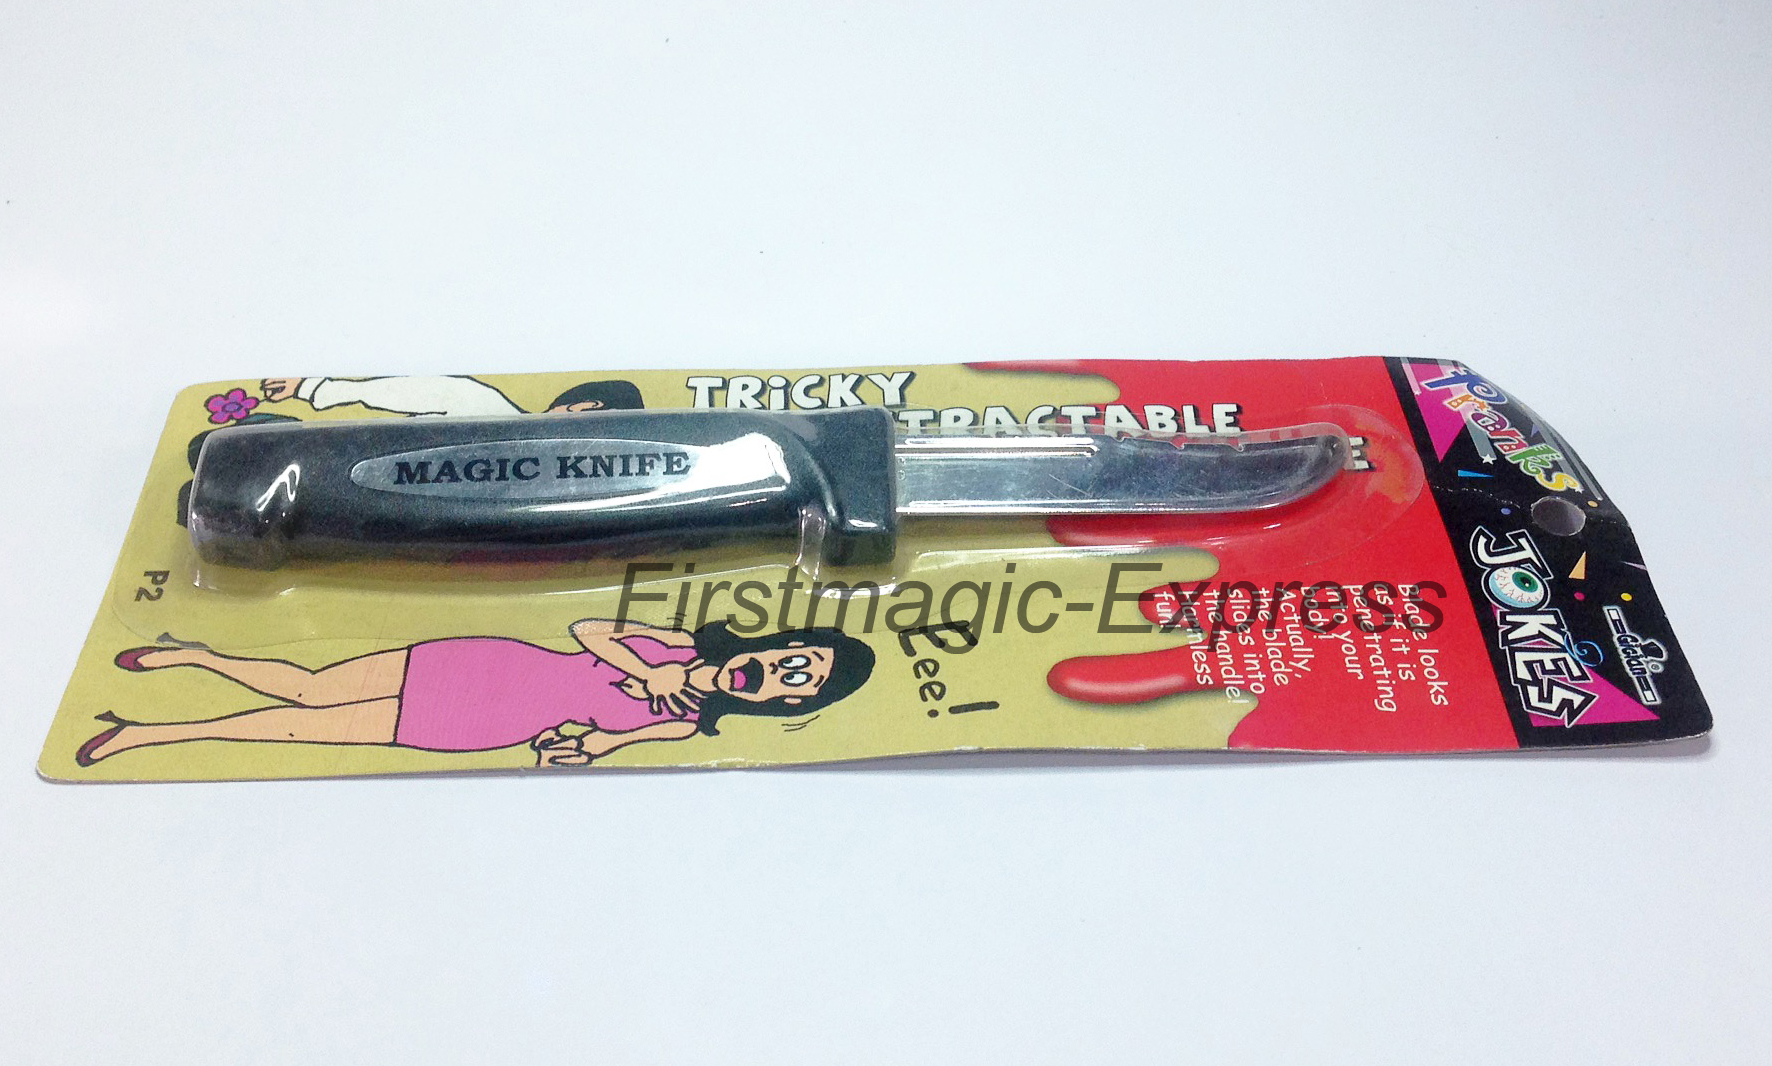 TRiCKY
TRACTABLE
E
MAGIC KNIFE
Firstmagic-Express
P2
Eee!
Blade looks
as if it is
penetrating
into your
body!
Actually,
the blade
slides into
the handle!
Harmless
fun!
Pranks
JOKES